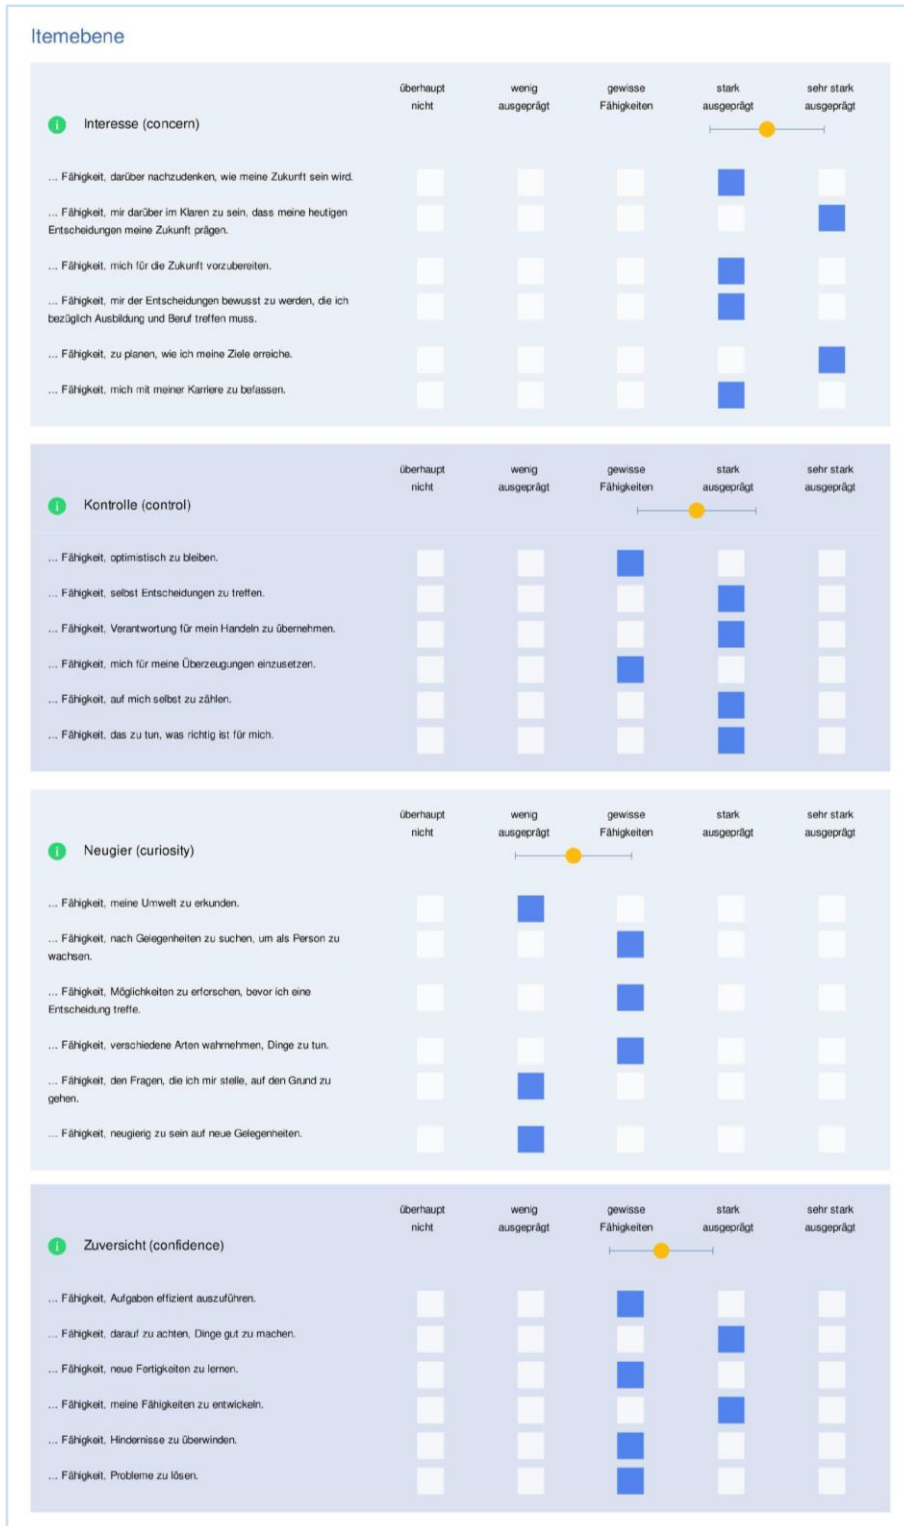 Itemebene
überhaupt nicht
wenig ausgeprägt
gewisse Fähigkeiten
stark ausgeprägt
sehr stark ausgeprägt
i Interesse (concern)
... Fähigkeit, darüber nachzudenken, wie meine Zukunft sein wird.
... Fähigkeit, mir darüber im Klaren zu sein, dass meine heutigen
Entscheidungen meine Zukunft prägen.
... Fähigkeit, mich für die Zukunft vorzubereiten.
... Fähigkeit, mir der Entscheidungen bewusst zu werden, die ich
bezüglich Ausbildung und Beruf treffen muss.
... Fähigkeit, zu planen, wie ich meine Ziele erreiche.
... Fähigkeit, mich mit meiner Karriere zu befassen.
überhaupt nicht
wenig ausgeprägt
gewisse Fähigkeiten
stark ausgeprägt
sehr stark ausgeprägt
i Kontrolle (control)
... Fähigkeit, optimistisch zu bleiben.
... Fähigkeit, selbst Entscheidungen zu treffen.
... Fähigkeit, Verantwortung für mein Handeln zu übernehmen.
... Fähigkeit, mich für meine Überzeugungen einzusetzen.
... Fähigkeit, auf mich selbst zu zählen.
... Fähigkeit, das zu tun, was richtig ist für mich.
überhaupt nicht
wenig ausgeprägt
gewisse Fähigkeiten
stark ausgeprägt
sehr stark ausgeprägt
i Neugier (curiosity)
... Fähigkeit, meine Umwelt zu erkunden.
... Fähigkeit, nach Gelegenheiten zu suchen, um als Person zu
wachsen.
... Fähigkeit, Möglichkeiten zu erforschen, bevor ich eine
Entscheidung treffe.
... Fähigkeit, verschiedene Arten wahrnehmen, Dinge zu tun.
... Fähigkeit, den Fragen, die ich mir stelle, auf den Grund zu
gehen.
... Fähigkeit, neugierig zu sein auf neue Gelegenheiten.
überhaupt nicht
wenig ausgeprägt
gewisse Fähigkeiten
stark ausgeprägt
sehr stark ausgeprägt
i Zuversicht (confidence)
... Fähigkeit, Aufgaben effizient auszuführen.
... Fähigkeit, darauf zu achten, Dinge gut zu machen.
... Fähigkeit, neue Fertigkeiten zu lernen.
... Fähigkeit, meine Fähigkeiten zu entwickeln.
... Fähigkeit, Hindernisse zu überwinden.
... Fähigkeit, Probleme zu lösen.